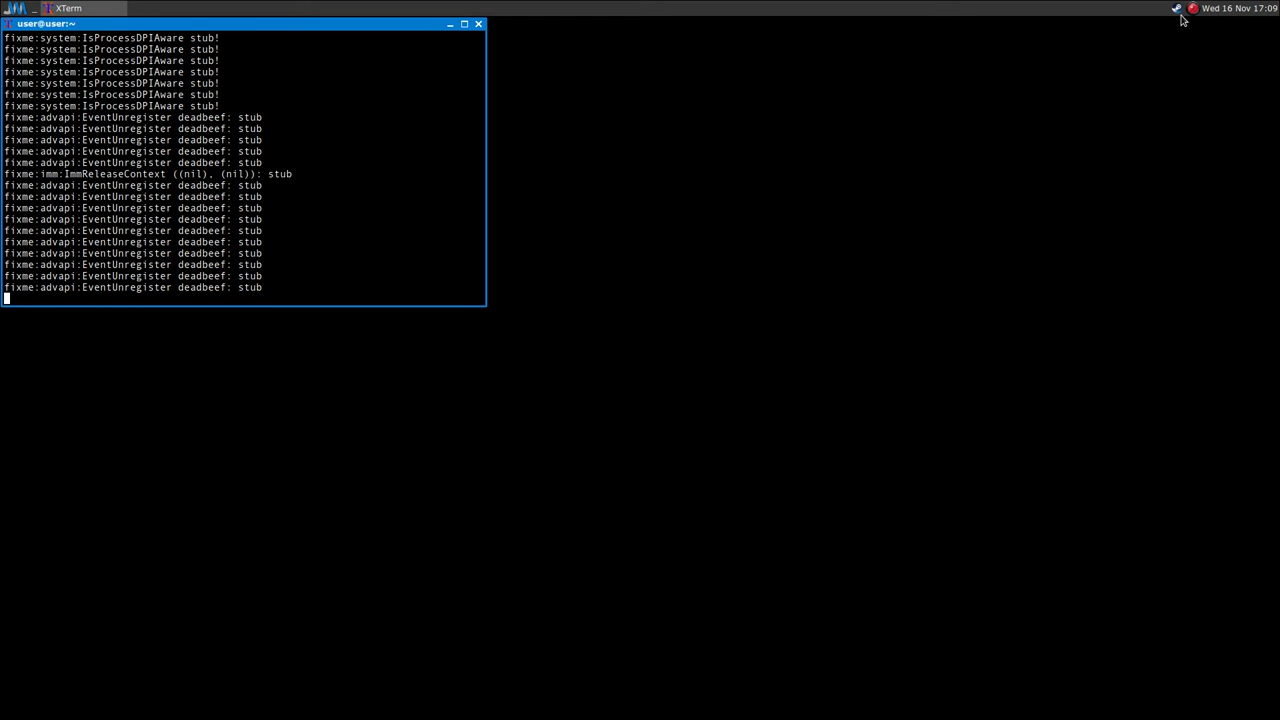 XTerm
Wed 16 Nov 17:09
user@user:~
fixme:system:IsProcessDPIAware stub!
fixme:system:IsProcessDPIAware stub!
fixme:system:IsProcessDPIAware stub!
fixme:system:IsProcessDPIAware stub!
fixme:system:IsProcessDPIAware stub!
fixme:system:IsProcessDPIAware stub!
fixme:system:IsProcessDPIAware stub!
fixme:advapi:EventUnregister deadbeef: stub
fixme:advapi:EventUnregister deadbeef: stub
fixme:advapi:EventUnregister deadbeef: stub
fixme:advapi:EventUnregister deadbeef: stub
fixme:advapi:EventUnregister deadbeef: stub
fixme:imm:ImmReleaseContext ((nil), (nil)): stub
fixme:advapi:EventUnregister deadbeef: stub
fixme:advapi:EventUnregister deadbeef: stub
fixme:advapi:EventUnregister deadbeef: stub
fixme:advapi:EventUnregister deadbeef: stub
fixme:advapi:EventUnregister deadbeef: stub
fixme:advapi:EventUnregister deadbeef: stub
fixme:advapi:EventUnregister deadbeef: stub
fixme:advapi:EventUnregister deadbeef: stub
fixme:advapi:EventUnregister deadbeef: stub
fixme:advapi:EventUnregister deadbeef: stub